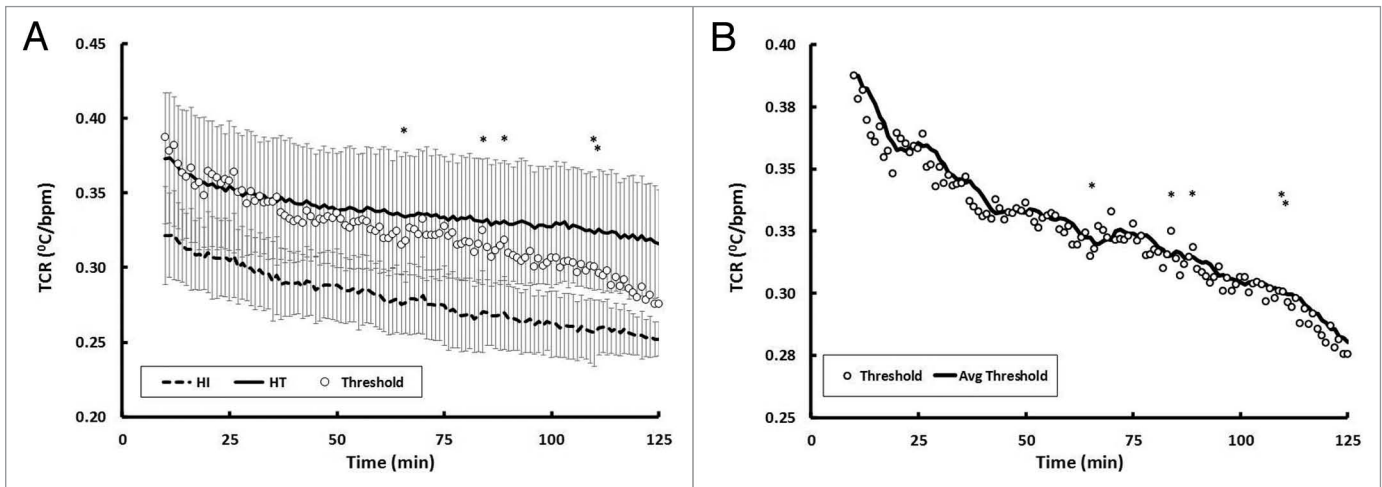 A
0.45
0.40
0.35
0.30
0.25
0.20
TCR (⁰C/bpm)
* * * * *
HI HT Threshold
0 25 50 75 100 125
Time (min)
B
0.40
0.38
0.35
0.33
0.30
0.28
0.25
TCR (⁰C/bpm)
* * * * *
Threshold Avg Threshold
0 25 50 75 100 125
Time (min)